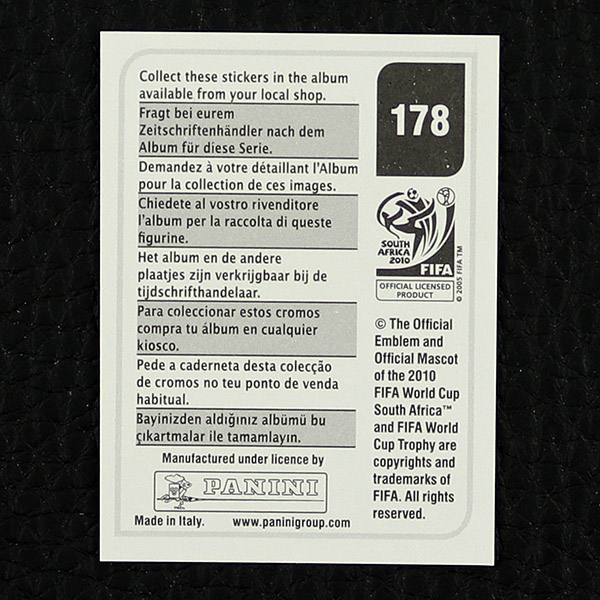 Collect these stickers in the album
available from your local shop.
Fragt bei eurem
Zeitschriftenhändler nach dem
Album für diese Serie.
Demandez à votre détaillant l'Album
pour la collection de ces images.
Chiedete al vostro rivenditore
l'album per la raccolta di queste
figurine.
Het album en de andere
plaatjes zijn verkrijgbaar bij de
tijdschrifthandelaar.
Para coleccionar estos cromos
compra tu álbum en cualquier
kiosco.
Pede a caderneta desta colecção
de cromos no teu ponto de venda
habitual.
Bayinizden aldığınız albümü bu
çıkartmalar ile tamamlayın.
Manufactured under licence by
PANINI
Made in Italy. www.paninigroup.com
178
SOUTH
AFRICA
2010
FIFA
OFFICIAL LICENSED
PRODUCT
© 2005 FIFA TM
© The Official
Emblem and
Official Mascot
of the 2010
FIFA World Cup
South Africa™
and FIFA World
Cup Trophy are
copyrights and
trademarks of
FIFA. All rights
reserved.